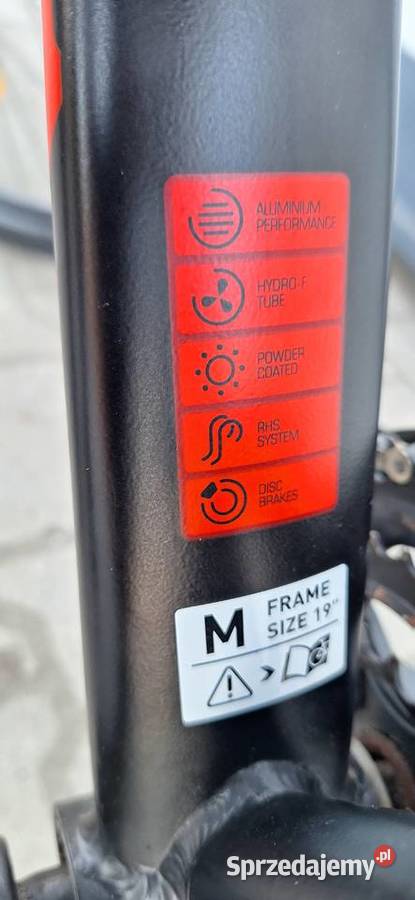 ALUMINIUM
PERFORMANCE
HYDRO-F
TUBE
POWDER
COATED
RHS
SYSTEM
DISC
BRAKES
M
FRAME
SIZE 19"
>
Sprzedajemy.pl